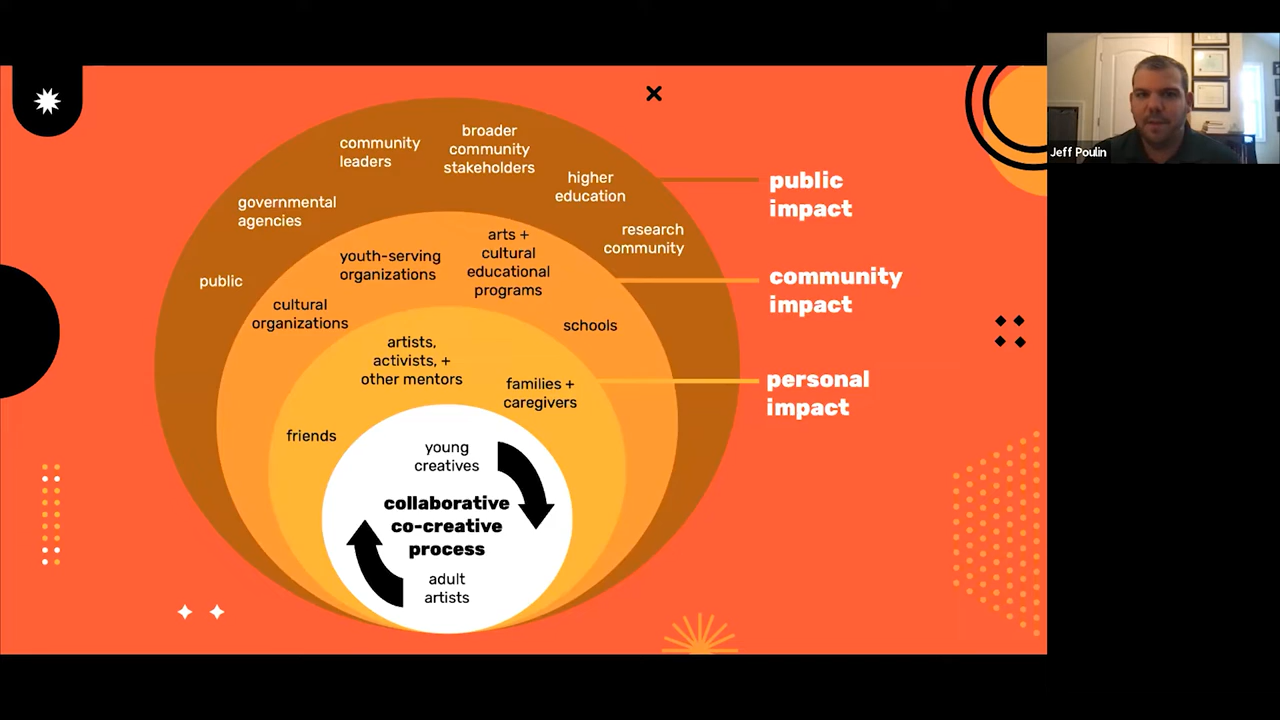 community
leaders
broader
community
stakeholders
higher
education
governmental
agencies
research
community
public
public
impact
youth-serving
organizations
arts +
cultural
educational
programs
cultural
organizations
schools
community
impact
artists,
activists, +
other mentors
families +
caregivers
friends
personal
impact
young
creatives
collaborative
co-creative
process
adult
artists
Jeff Poulin